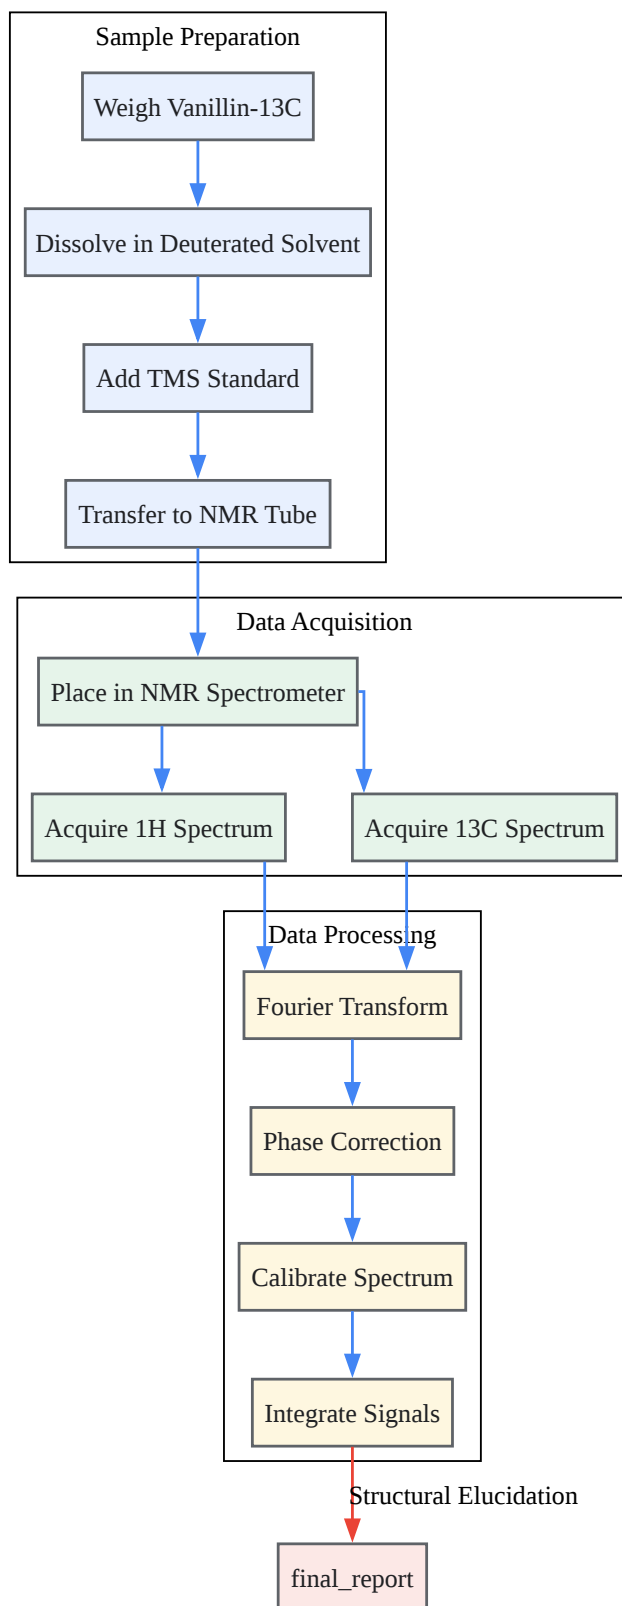 Sample Preparation
Weigh Vanillin-13C
Dissolve in Deuterated Solvent
Add TMS Standard
Transfer to NMR Tube
Data Acquisition
Place in NMR Spectrometer
Acquire 1H Spectrum
Acquire 13C Spectrum
Data Processing
Fourier Transform
Phase Correction
Calibrate Spectrum
Integrate Signals
Structural Elucidation
final_report